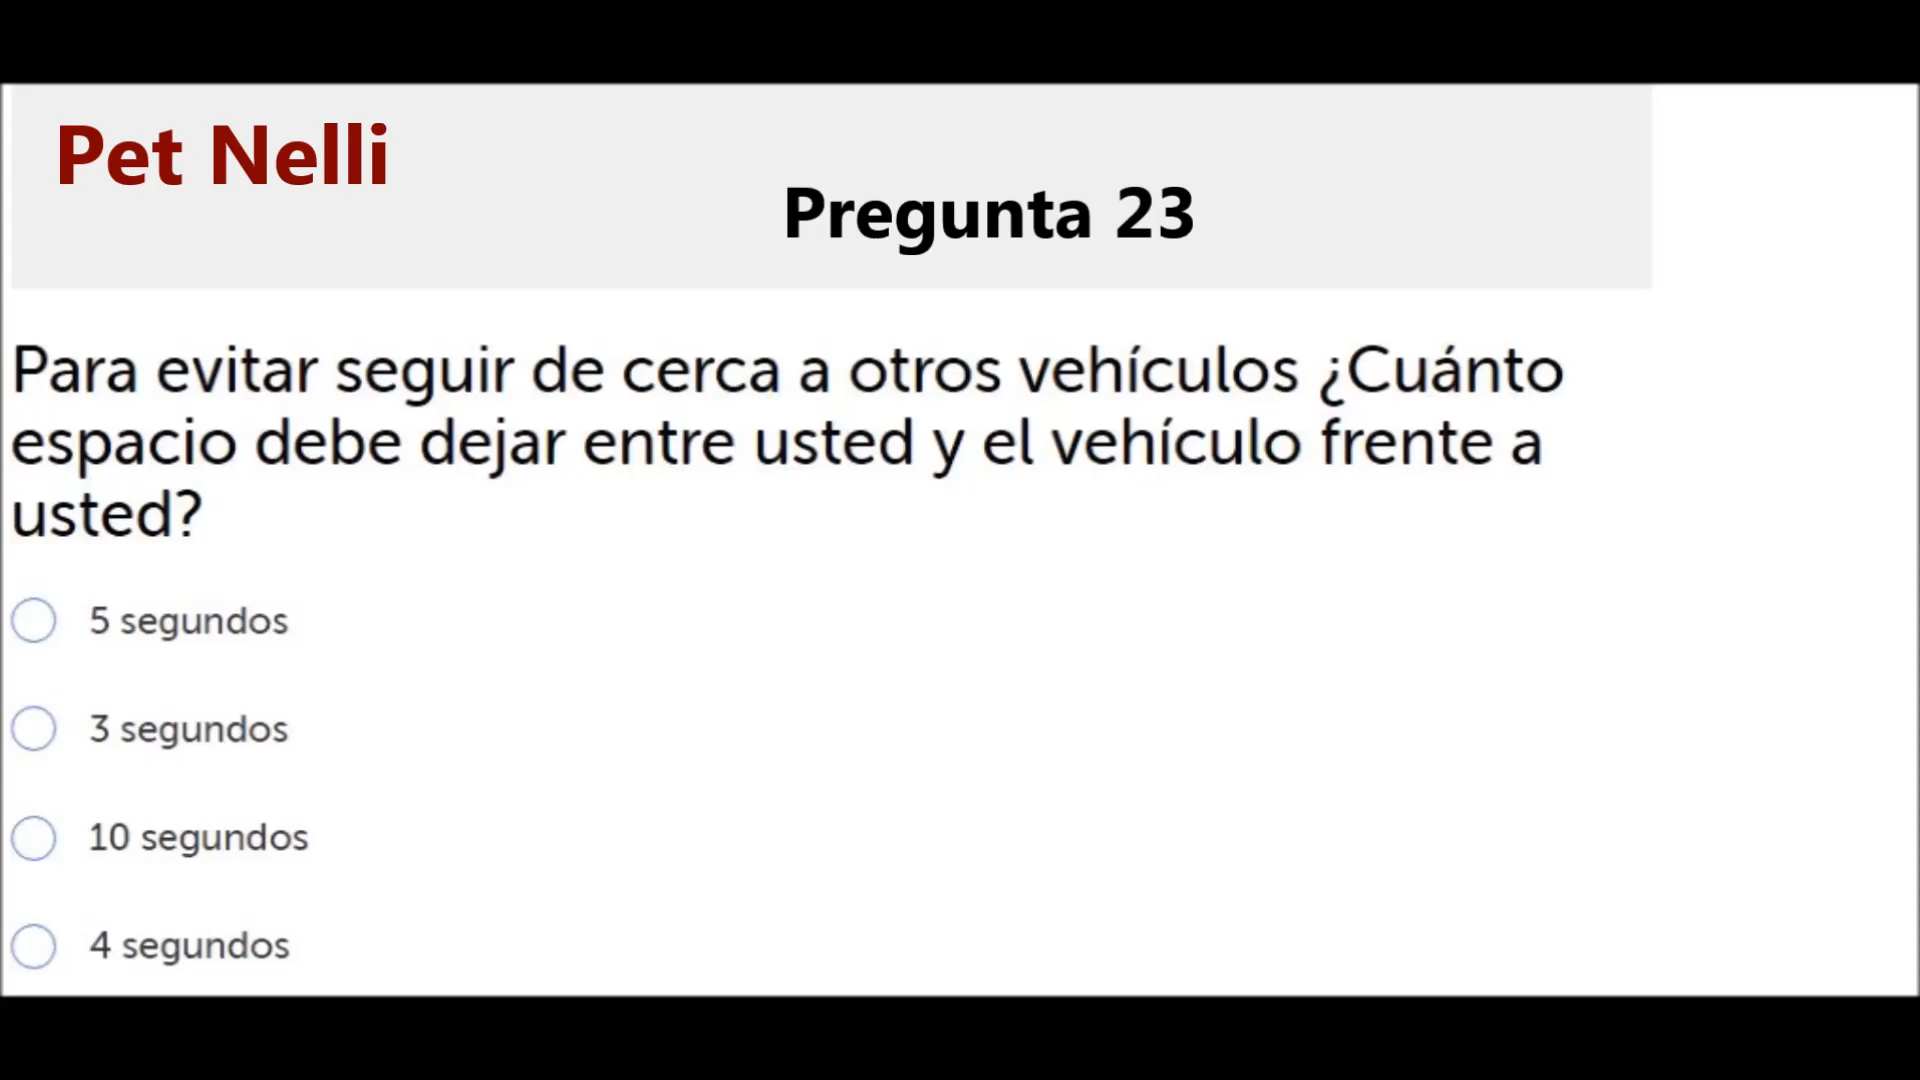 Pet Nelli
Pregunta 23
Para evitar seguir de cerca a otros vehículos ¿Cuánto
espacio debe dejar entre usted y el vehículo frente a
usted?
5 segundos
3 segundos
10 segundos
4 segundos